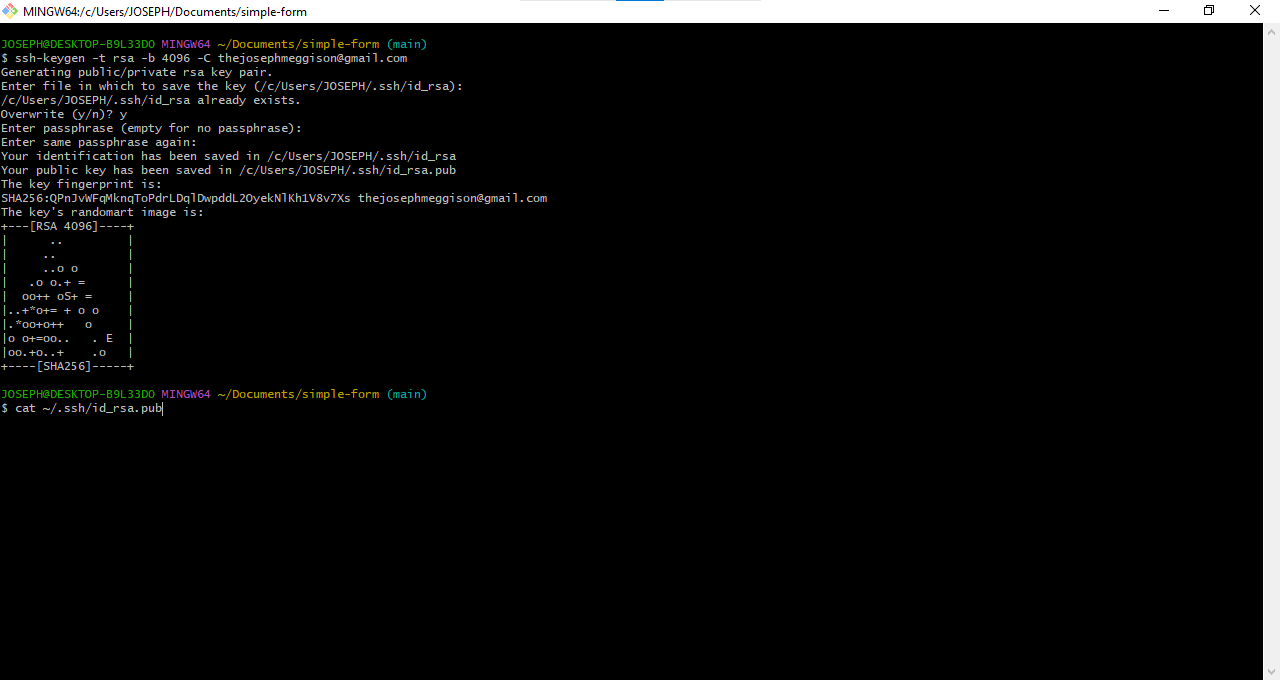 MINGW64:/c/Users/JOSEPH/Documents/simple-form
JOSEPH@DESKTOP-B9L33DO MINGW64 ~/Documents/simple-form (main)
$ ssh-keygen -t rsa -b 4096 -C thejosephmeggison@gmail.com
Generating public/private rsa key pair.
Enter file in which to save the key (/c/Users/JOSEPH/.ssh/id_rsa):
/c/Users/JOSEPH/.ssh/id_rsa already exists.
Overwrite (y/n)? y
Enter passphrase (empty for no passphrase):
Enter same passphrase again:
Your identification has been saved in /c/Users/JOSEPH/.ssh/id_rsa
Your public key has been saved in /c/Users/JOSEPH/.ssh/id_rsa.pub
The key fingerprint is:
SHA256:QPnJvWFqMknqToPdrLDqlDwpddL2OyekNlKh1V8v7Xs thejosephmeggison@gmail.com
The key's randomart image is:
+---[RSA 4096]----+
|      ..         |
|     ..          |
|     ..o o       |
|   .o o.+ =      |
|  oo++ oS+ =     |
|..+*o+= + o o    |
|.*oo+o++   o     |
|o o+=oo..   . E  |
|oo.+o..+    .o   |
+----[SHA256]-----+
JOSEPH@DESKTOP-B9L33DO MINGW64 ~/Documents/simple-form (main)
$ cat ~/.ssh/id_rsa.pub